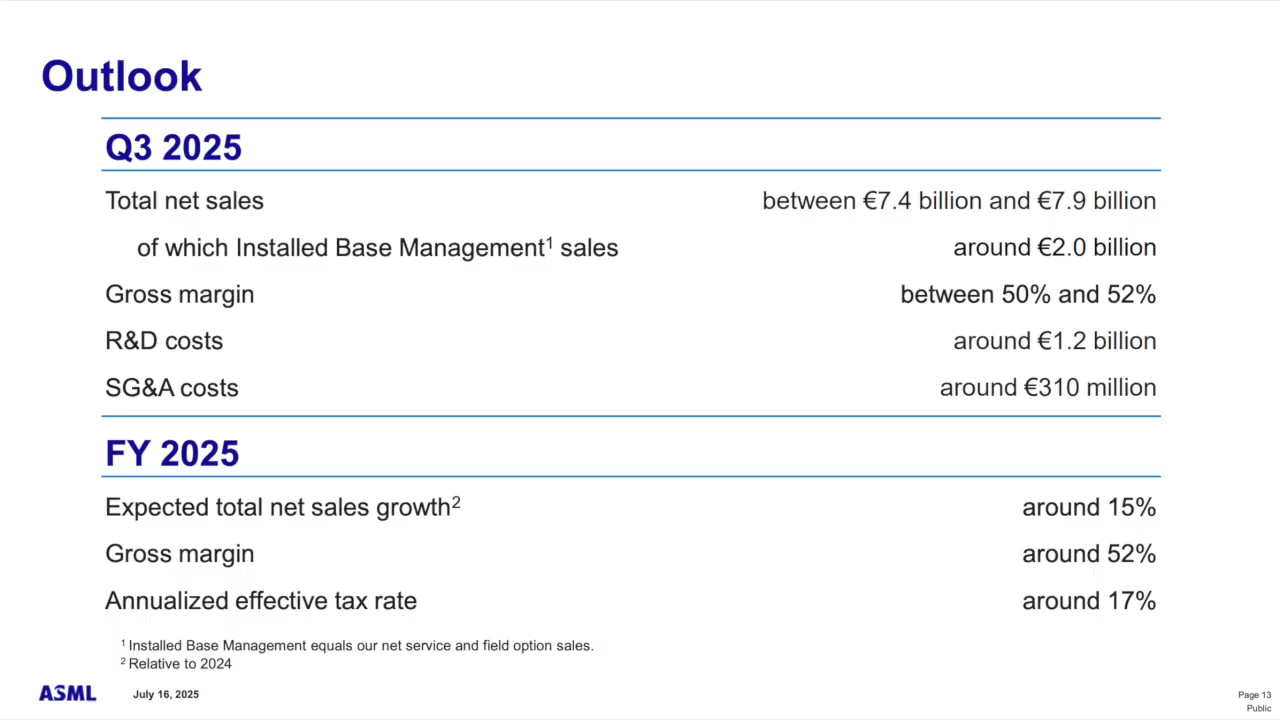 Outlook
Q3 2025
Total net sales between €7.4 billion and €7.9 billion
of which Installed Base Management¹ sales around €2.0 billion
Gross margin between 50% and 52%
R&D costs around €1.2 billion
SG&A costs around €310 million
FY 2025
Expected total net sales growth² around 15%
Gross margin around 52%
Annualized effective tax rate around 17%
¹ Installed Base Management equals our net service and field option sales.
² Relative to 2024
ASML July 16, 2025 Page 13
Public